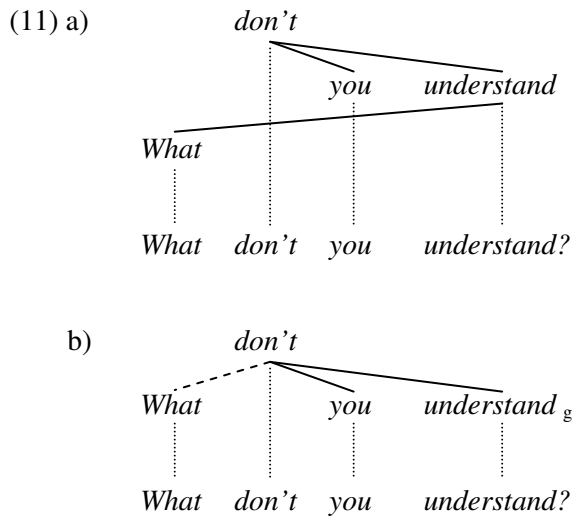 (11) a) don't
you understand
What
What don't you understand?
b) don't
What you understand g
What don't you understand?